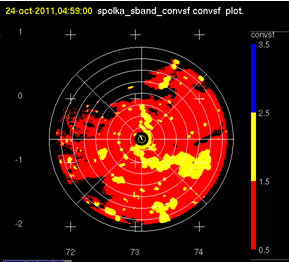 24-oct-2011,04:59:00 spolka_sband_convsf convsf plot.
convsf
1
3.5
0
2.5
-1
1.5
-2
0.5
72 73 74